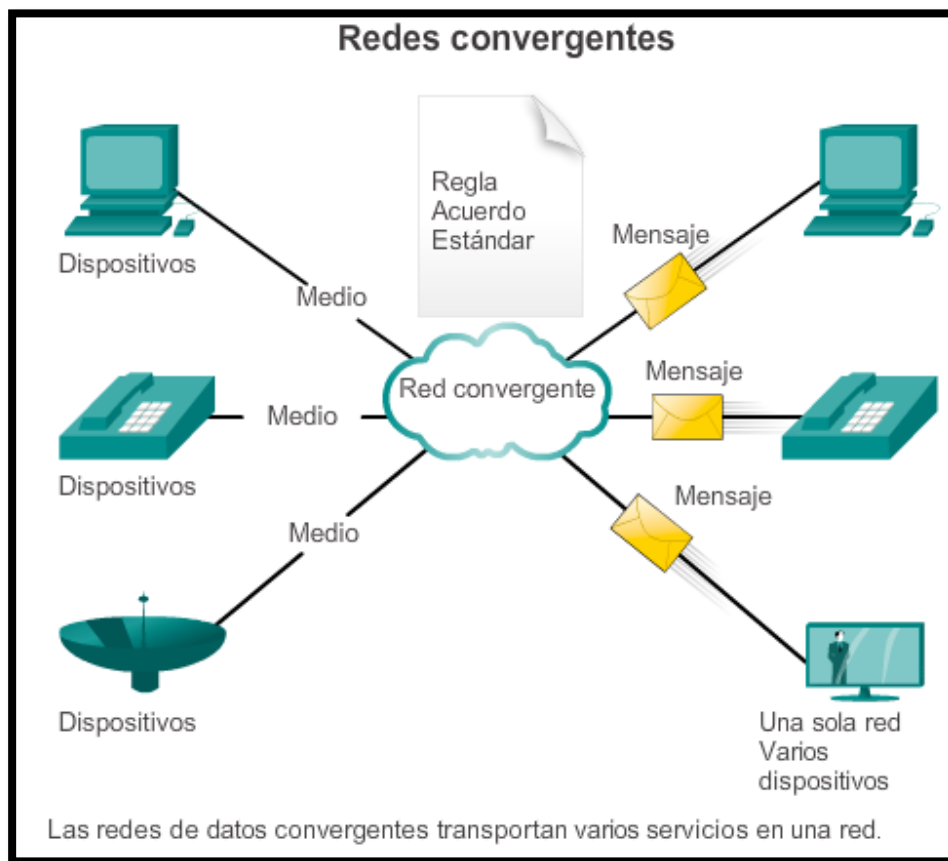 Redes convergentes
Regla
Acuerdo
Estándar
Mensaje
Dispositivos
Medio
Mensaje
Red convergente
Medio
Dispositivos
Mensaje
Medio
Dispositivos
Una sola red
Varios
dispositivos
Las redes de datos convergentes transportan varios servicios en una red.